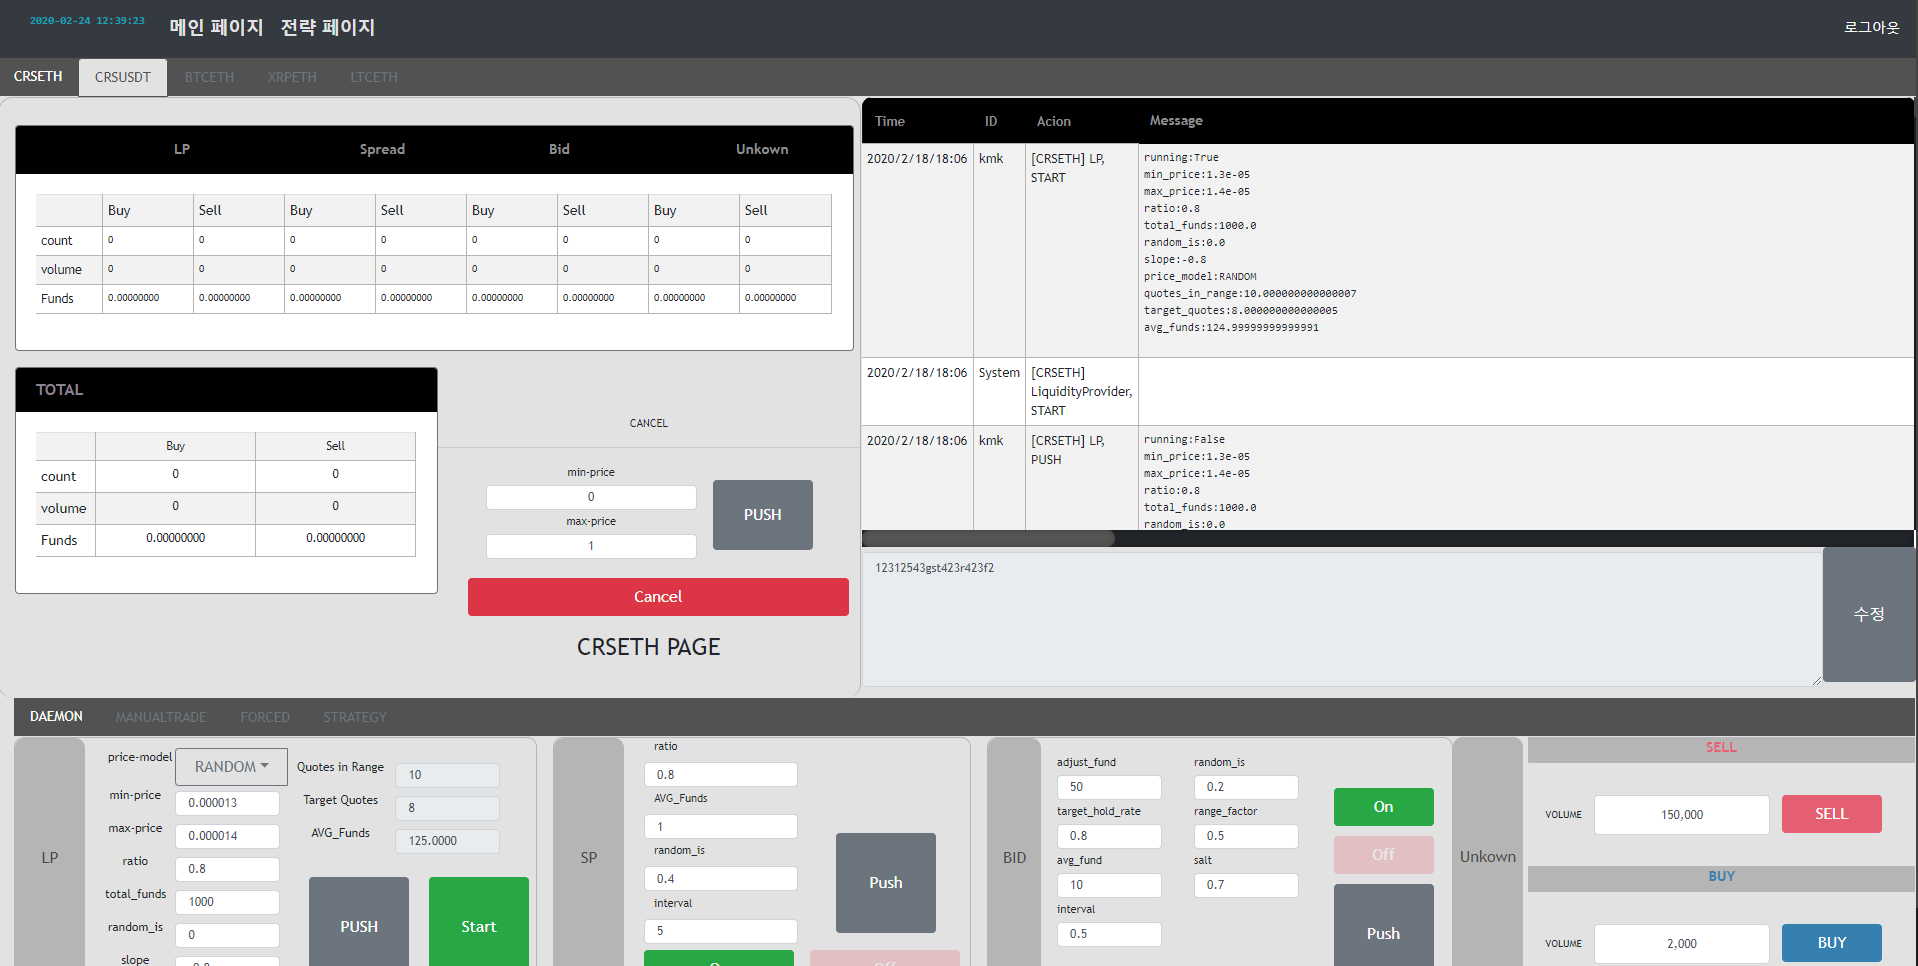 2020-02-24 12:39:23 메인 페이지 전략 페이지 로그아웃
CRSETH CRSUSDT BTCETH XRPETH LTCETH
LP Spread Bid Unkown
Buy Sell Buy Sell Buy Sell Buy Sell
count 0 0 0 0 0 0 0 0
volume 0 0 0 0 0 0 0 0
Funds 0.00000000 0.00000000 0.00000000 0.00000000 0.00000000 0.00000000 0.00000000 0.00000000
TOTAL
Buy Sell
count 0 0
volume 0 0
Funds 0.00000000 0.00000000
CANCEL
min-price
0
max-price
1
PUSH
Cancel
CRSETH PAGE
Time ID Acion Message
2020/2/18/18:06 kmk [CRSETH] LP,
START
running:True
min_price:1.3e-05
max_price:1.4e-05
ratio:0.8
total_funds:1000.0
random_is:0.0
slope:-0.8
price_model:RANDOM
quotes_in_range:10.000000000000007
target_quotes:8.000000000000005
avg_funds:124.99999999999991
2020/2/18/18:06 System [CRSETH]
LiquidityProvider,
START
2020/2/18/18:06 kmk [CRSETH] LP,
PUSH
running:False
min_price:1.3e-05
max_price:1.4e-05
ratio:0.8
total_funds:1000.0
random_is:0.0
12312543gst423r423f2
수정
DAEMON MANUALTRADE FORCED STRATEGY
LP
price-model RANDOM
min-price 0.000013
max-price 0.000014
ratio 0.8
total_funds 1000
random_is 0
slope -0.8
Quotes in Range 10
Target Quotes 8
AVG_Funds 125.0000
PUSH Start
SP
ratio
0.8
AVG_Funds
1
random_is
0.4
interval
5
Push
On Off
BID
adjust_fund random_is
50 0.2
target_hold_rate range_factor
0.8 0.5
avg_fund salt
10 0.7
interval
0.5
On
Off
Push
Unkown
SELL
VOLUME 150,000 SELL
BUY
VOLUME 2,000 BUY